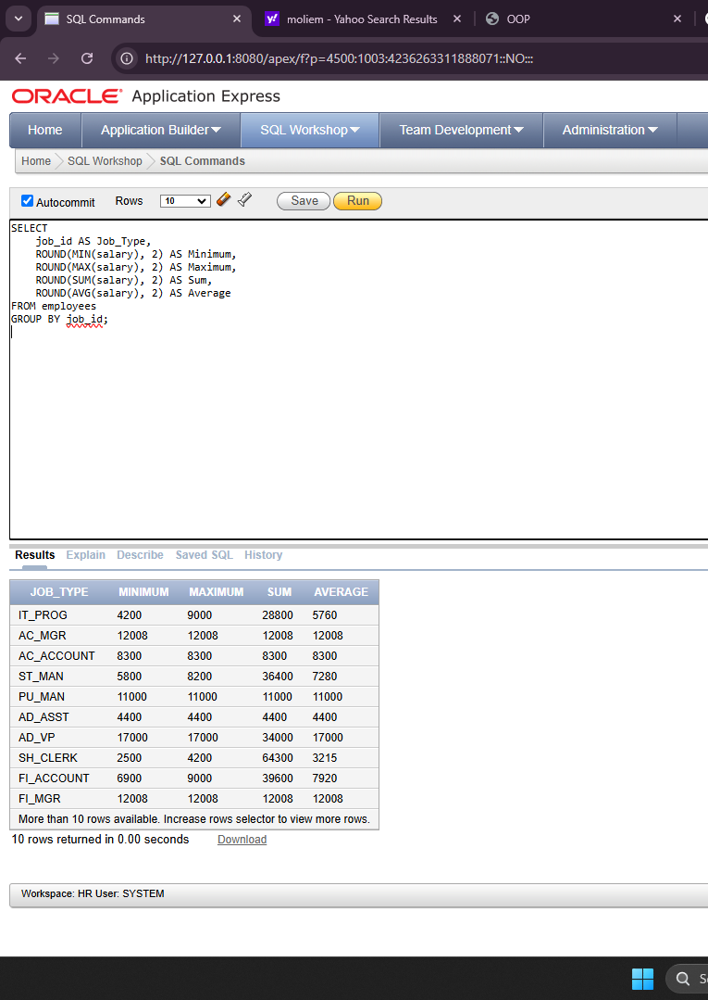 SQL Commands
moliem - Yahoo Search Results
OOP
http://127.0.0.1:8080/apex/f?p=4500:1003:4236263311888071::NO:::
ORACLE Application Express
Home Application Builder SQL Workshop Team Development Administration
Home SQL Workshop SQL Commands
Autocommit Rows 10 Save Run
SELECT
    job_id AS Job_Type,
    ROUND(MIN(salary), 2) AS Minimum,
    ROUND(MAX(salary), 2) AS Maximum,
    ROUND(SUM(salary), 2) AS Sum,
    ROUND(AVG(salary), 2) AS Average
FROM employees
GROUP BY job_id;
Results Explain Describe Saved SQL History
JOB_TYPE MINIMUM MAXIMUM SUM AVERAGE
IT_PROG 4200 9000 28800 5760
AC_MGR 12008 12008 12008 12008
AC_ACCOUNT 8300 8300 8300 8300
ST_MAN 5800 8200 36400 7280
PU_MAN 11000 11000 11000 11000
AD_ASST 4400 4400 4400 4400
AD_VP 17000 17000 34000 17000
SH_CLERK 2500 4200 64300 3215
FI_ACCOUNT 6900 9000 39600 7920
FI_MGR 12008 12008 12008 12008
More than 10 rows available. Increase rows selector to view more rows.
10 rows returned in 0.00 seconds Download
Workspace: HR User: SYSTEM